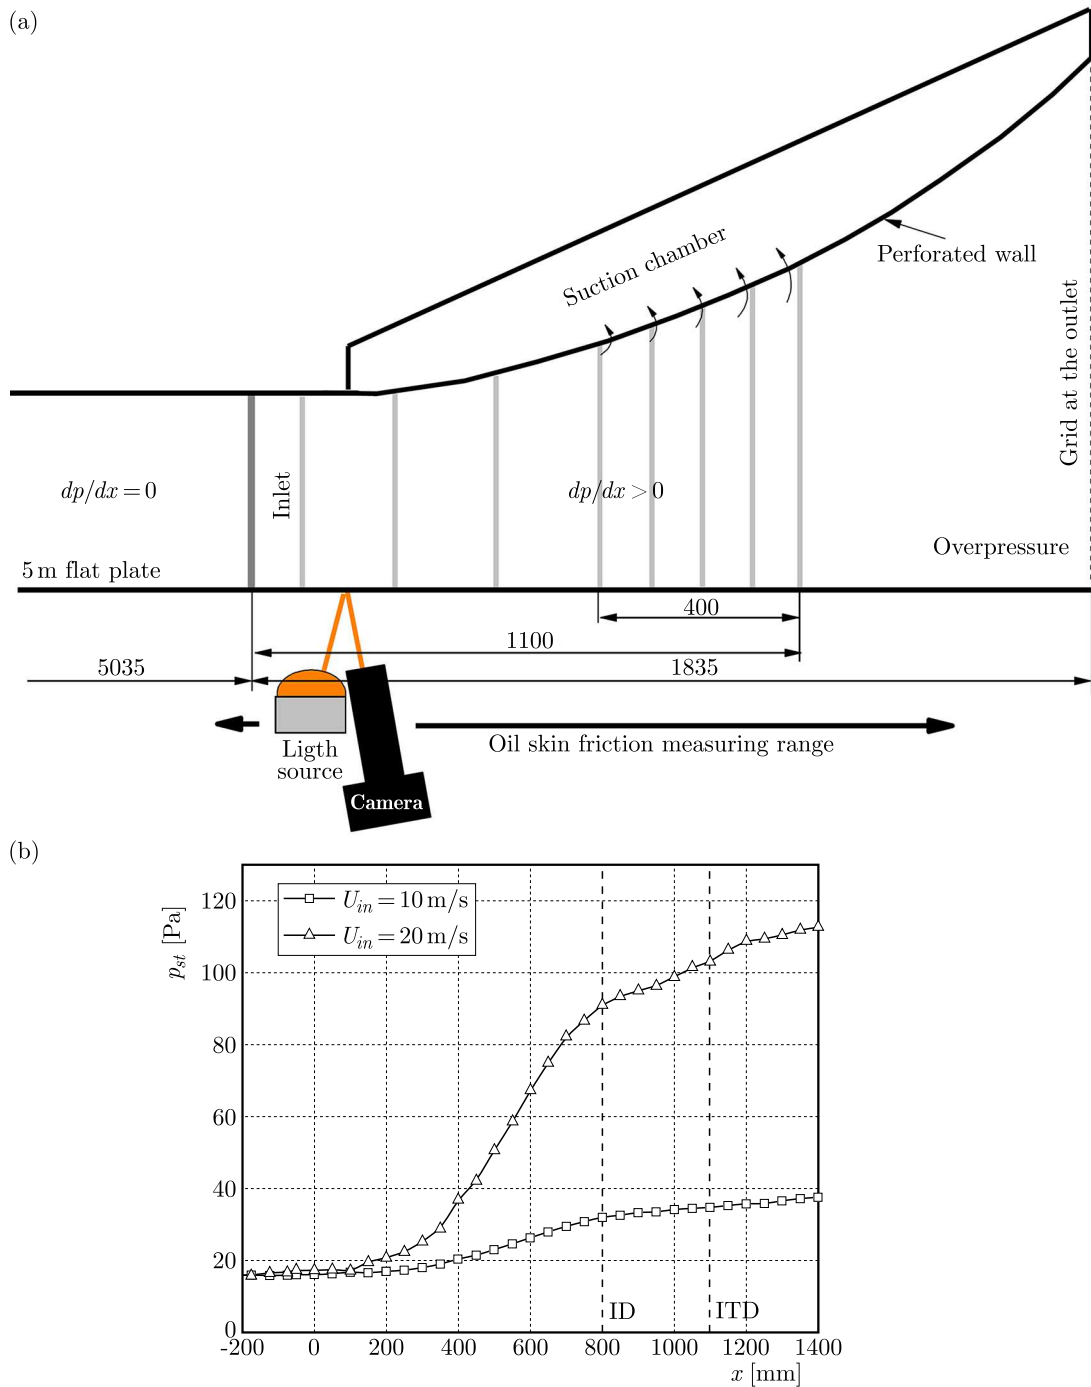 (a)
Suction chamber
Perforated wall
Grid at the outlet
dp/dx = 0
Inlet
dp/dx > 0
Overpressure
5 m flat plate
400
1100
5035
1835
Ligth
source
Oil skin friction measuring range
Camera
(b)
p_st [Pa]
U_in = 10 m/s
U_in = 20 m/s
120
100
80
60
40
20
0
ID
ITD
-200 0 200 400 600 800 1000 1200 1400
x [mm]